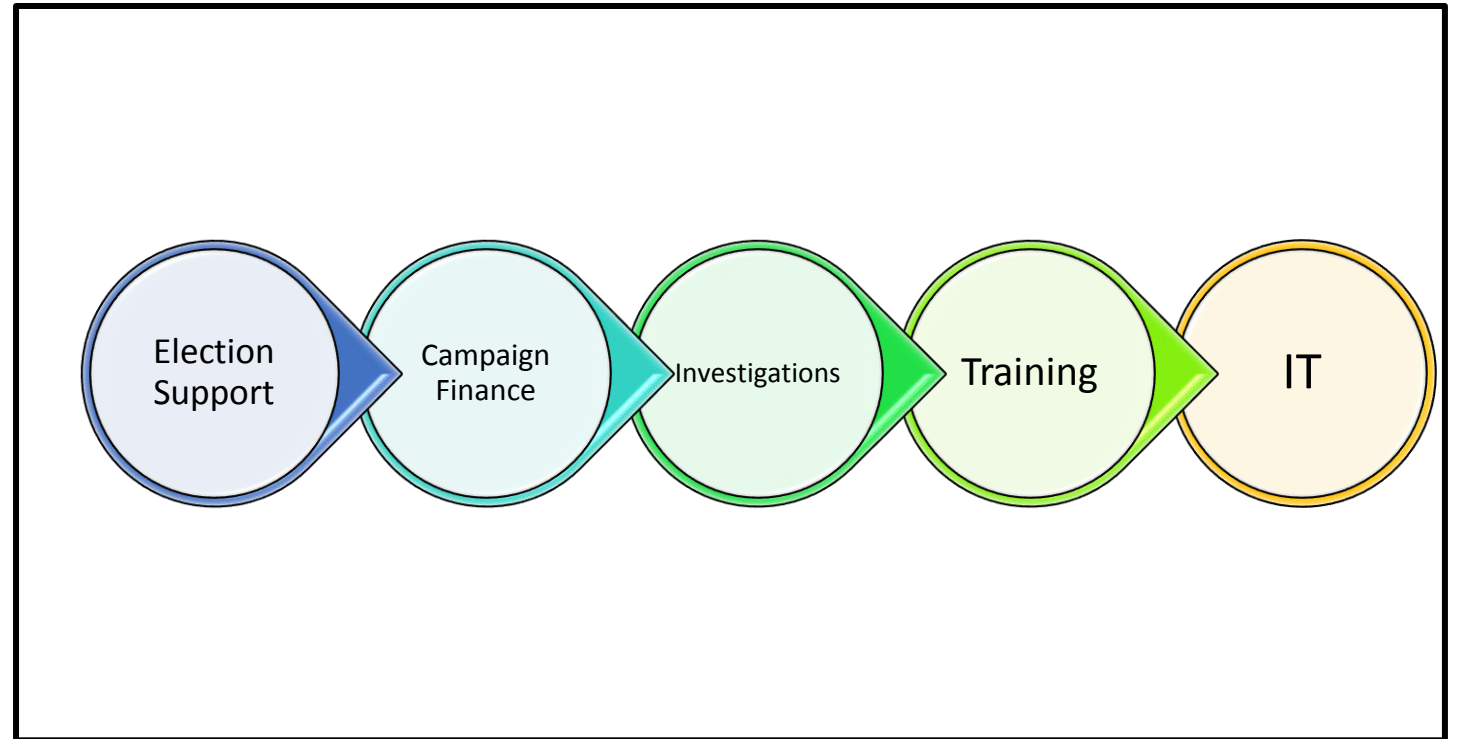 Election
Support
Campaign
Finance
Investigations
Training
IT